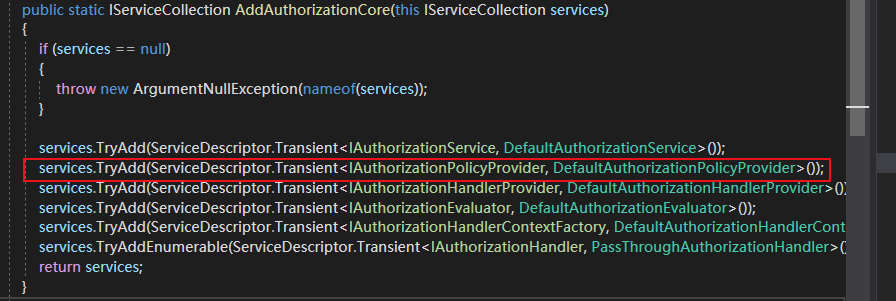 public static IServiceCollection AddAuthorizationCore(this IServiceCollection services)
{
if (services == null)
{
throw new ArgumentNullException(nameof(services));
}
services.TryAdd(ServiceDescriptor.Transient<IAuthorizationService, DefaultAuthorizationService>());
services.TryAdd(ServiceDescriptor.Transient<IAuthorizationPolicyProvider, DefaultAuthorizationPolicyProvider>());
services.TryAdd(ServiceDescriptor.Transient<IAuthorizationHandlerProvider, DefaultAuthorizationHandlerProvider>()
services.TryAdd(ServiceDescriptor.Transient<IAuthorizationEvaluator, DefaultAuthorizationEvaluator>());
services.TryAdd(ServiceDescriptor.Transient<IAuthorizationHandlerContextFactory, DefaultAuthorizationHandlerCont
services.TryAddEnumerable(ServiceDescriptor.Transient<IAuthorizationHandler, PassThroughAuthorizationHandler>()
return services;
}